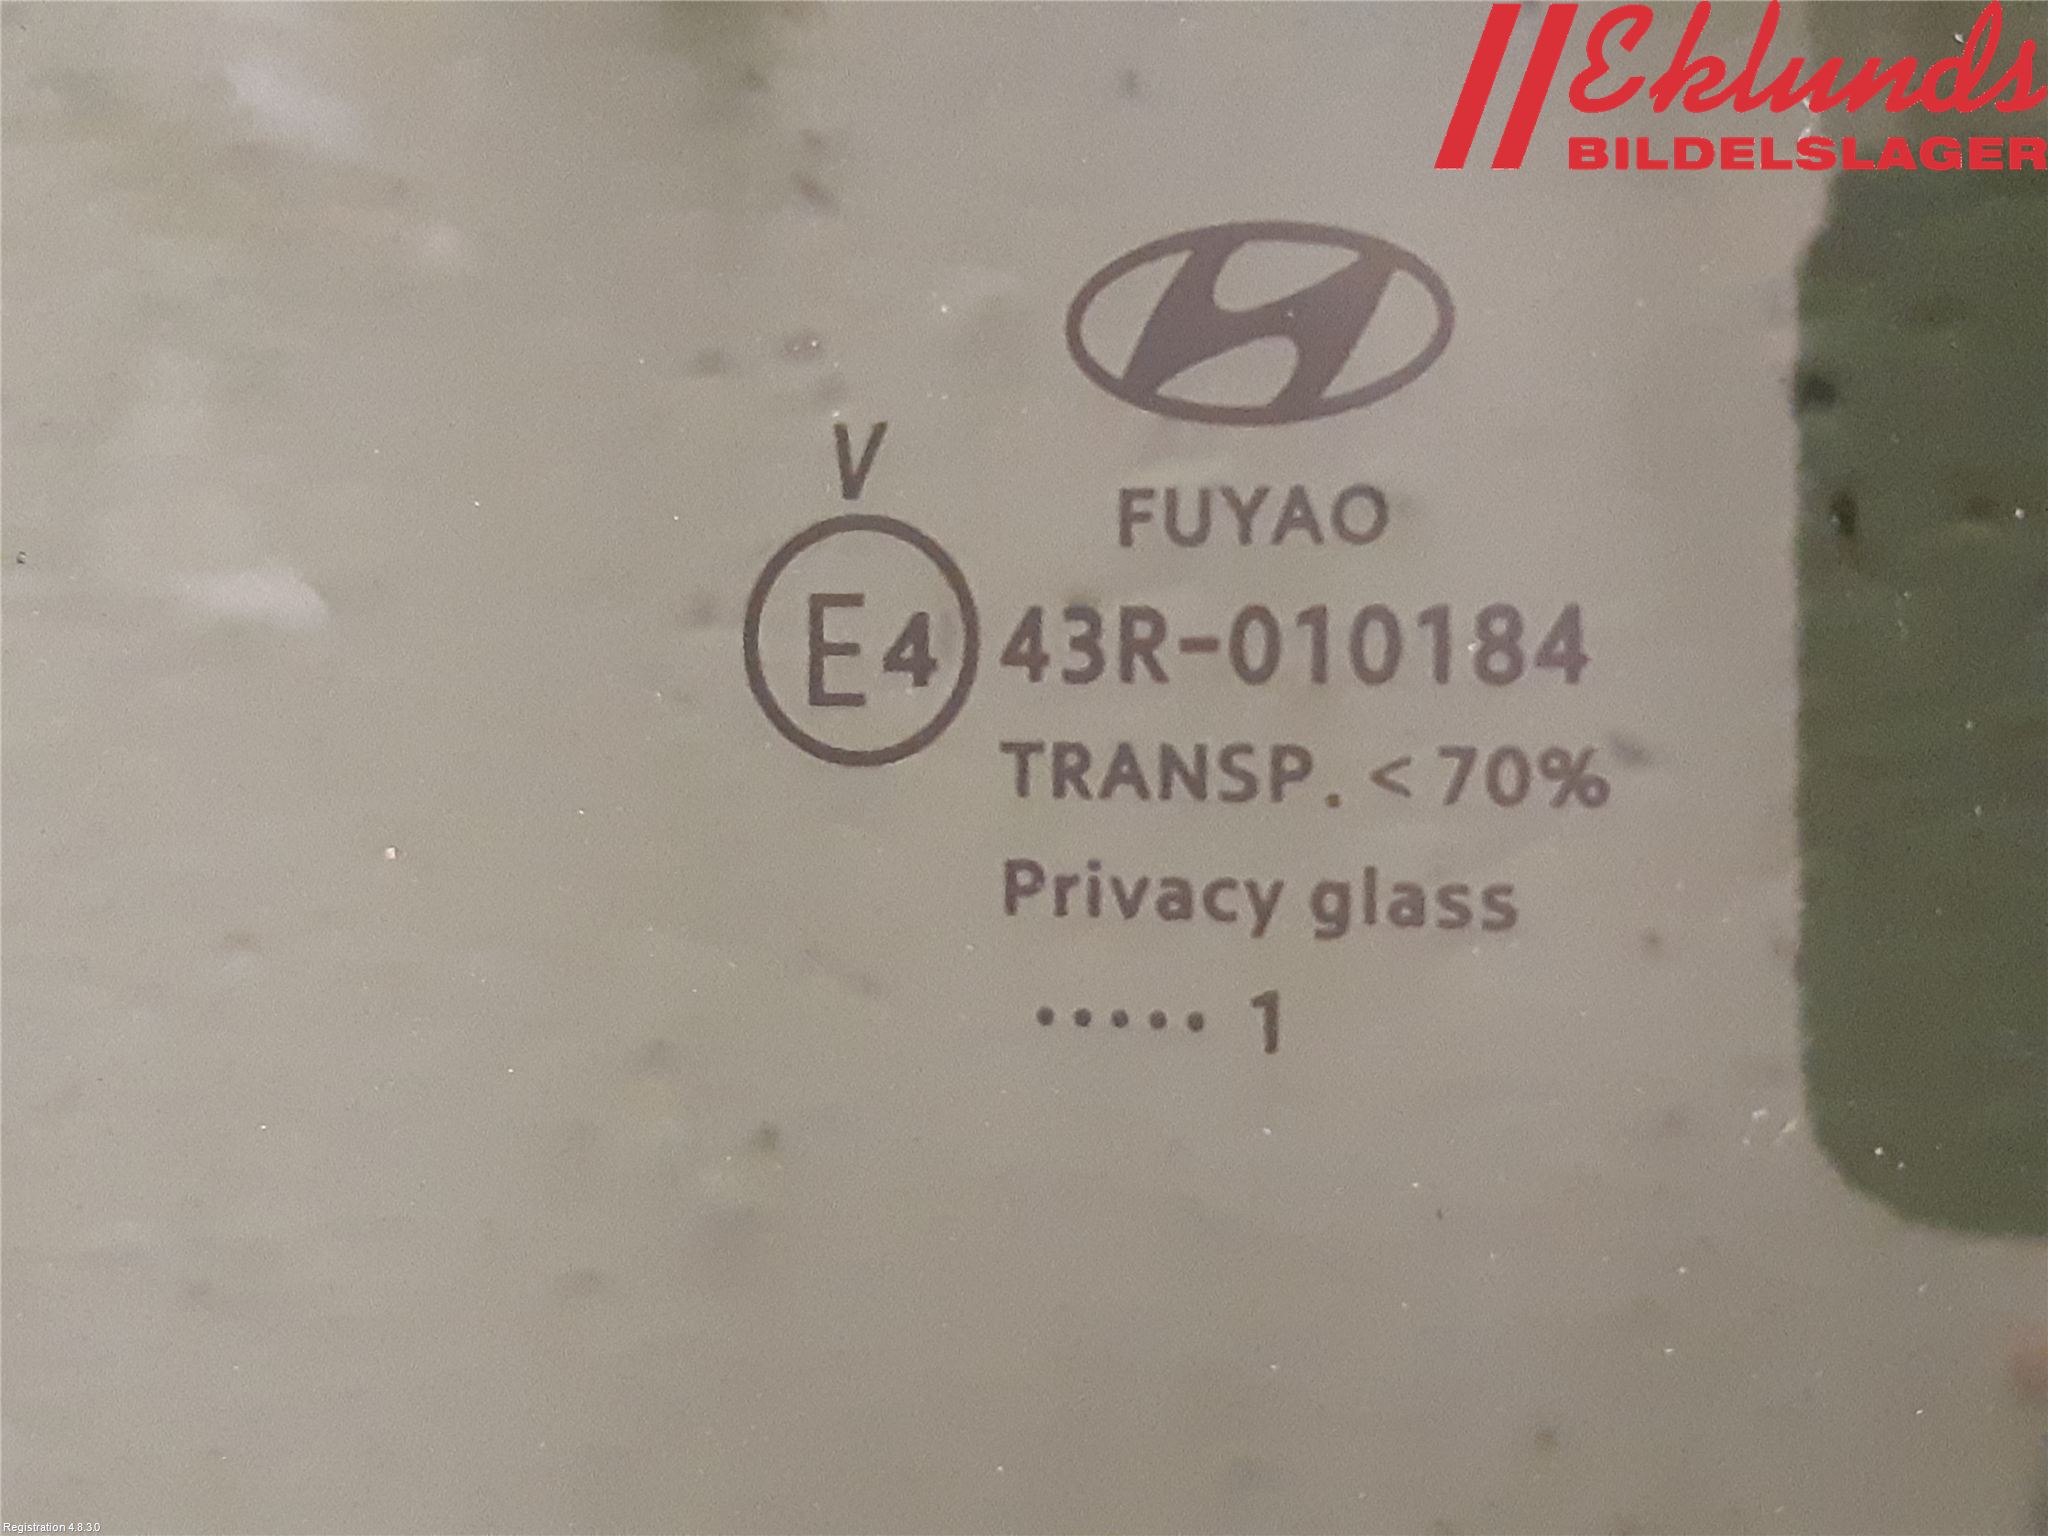 Eklunds
BILDELSLAGER
V
FUYAO
E4 43R-010184
TRANSP. < 70%
Privacy glass
..... 1
Registration 4.8.3.0